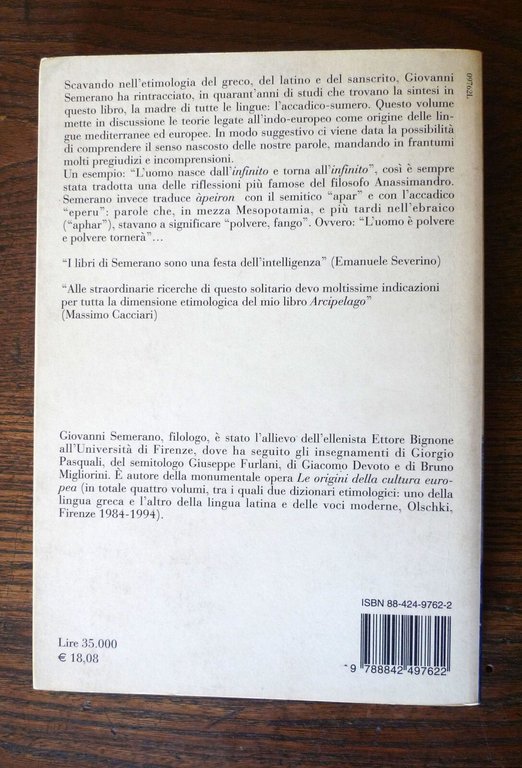 09762L.
Scavando nell'etimologia del greco, del latino e del sanscrito, Giovanni
Semerano ha rintracciato, in quarant'anni di studi che trovano la sintesi in
questo libro, la madre di tutte le lingue: l'accadico-sumero. Questo volume
mette in discussione le teorie legate all'indo-europeo come origine delle lin-
gue mediterranee ed europee. In modo suggestivo ci viene data la possibilità
di comprendere il senso nascosto delle nostre parole, mandando in frantumi
molti pregiudizi e incomprensioni.
Un esempio: “L'uomo nasce dall'infinito e torna all'infinito”, così è sempre
stata tradotta una delle riflessioni più famose del filosofo Anassimandro.
Semerano invece traduce àpeiron con il semitico “apar” e con l'accadico
“eperu”: parole che, in mezza Mesopotamia, e più tardi nell'ebraico
(“aphar”), stavano a significare “polvere, fango”. Ovvero: “L'uomo è polvere
e polvere tornerà”…
“I libri di Semerano sono una festa dell'intelligenza” (Emanuele Severino)
“Alle straordinarie ricerche di questo solitario devo moltissime indicazioni
per tutta la dimensione etimologica del mio libro Arcipelago”
(Massimo Cacciari)
Giovanni Semerano, filologo, è stato l'allievo dell'ellenista Ettore Bignone
all'Università di Firenze, dove ha seguito gli insegnamenti di Giorgio
Pasquali, del semitologo Giuseppe Furlani, di Giacomo Devoto e di Bruno
Migliorini. È autore della monumentale opera Le origini della cultura euro-
pea (in totale quattro volumi, tra i quali due dizionari etimologici: uno della
lingua greca e l'altro della lingua latina e delle voci moderne, Olschki,
Firenze 1984-1994).
ISBN 88-424-9762-2
Lire 35.000
€ 18,08
9 788842 497622